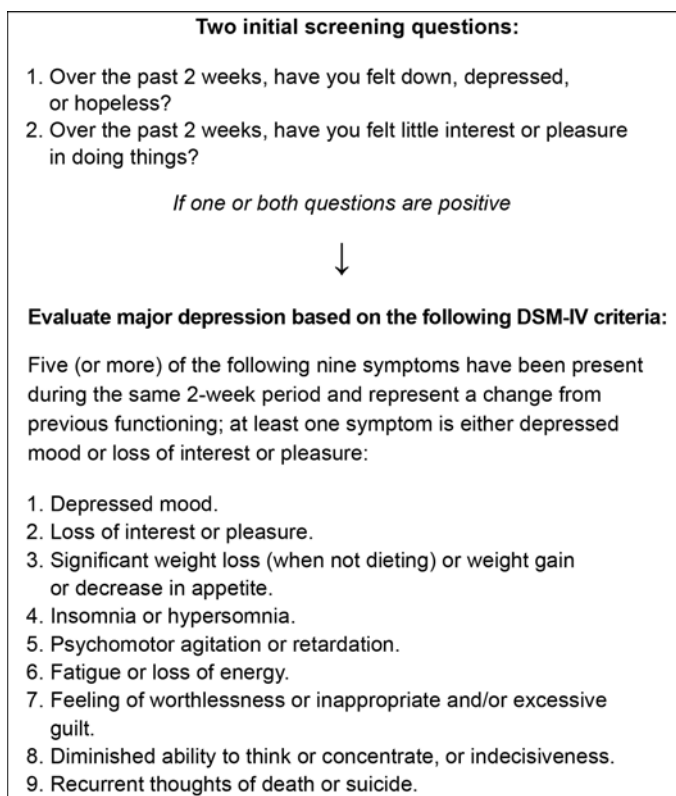 Two initial screening questions:
1. Over the past 2 weeks, have you felt down, depressed,
or hopeless?
2. Over the past 2 weeks, have you felt little interest or pleasure
in doing things?
If one or both questions are positive
↓
Evaluate major depression based on the following DSM-IV criteria:
Five (or more) of the following nine symptoms have been present
during the same 2-week period and represent a change from
previous functioning; at least one symptom is either depressed
mood or loss of interest or pleasure:
1. Depressed mood.
2. Loss of interest or pleasure.
3. Significant weight loss (when not dieting) or weight gain
or decrease in appetite.
4. Insomnia or hypersomnia.
5. Psychomotor agitation or retardation.
6. Fatigue or loss of energy.
7. Feeling of worthlessness or inappropriate and/or excessive
guilt.
8. Diminished ability to think or concentrate, or indecisiveness.
9. Recurrent thoughts of death or suicide.